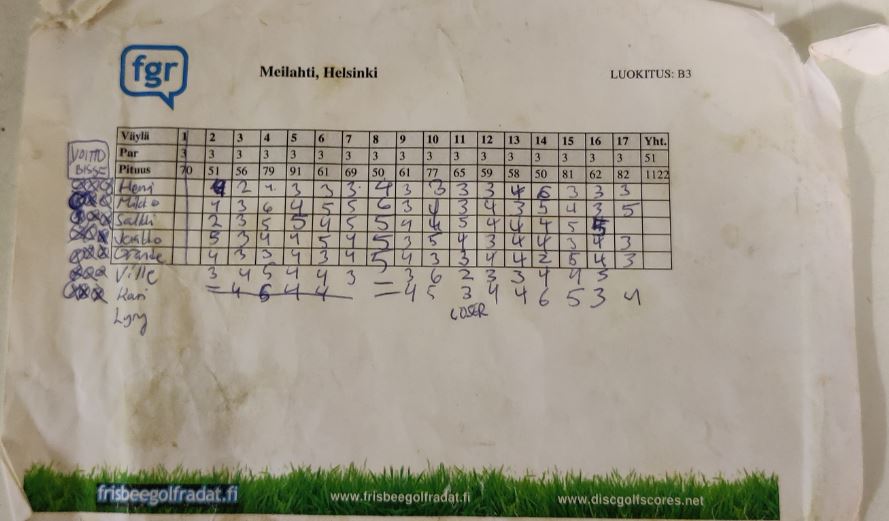 fgr
Meilahti, Helsinki LUOKITUS: B3
Väylä 1 2 3 4 5 6 7 8 9 10 11 12 13 14 15 16 17 Yht.
VOITTO Par 3 3 3 3 3 3 3 3 3 3 3 3 3 3 3 3 3 51
BISSE Pituus 70 51 56 79 91 61 69 50 61 77 65 59 58 50 81 62 82 1122
Heni 4 2 4 3 3 3 4 3 3 3 3 4 6 3 3 3
4 3 6 4 5 5 6 3 4 3 4 3 5 4 3 5
2 3 5 5 4 5 5 4 4 5 4 4 4 5 5
5 3 4 4 5 4 5 3 5 4 3 4 4 3 4 3
4 3 3 4 3 4 5 4 3 3 4 4 2 5 4 3
Ville 3 4 5 4 4 3 = 3 6 2 3 3 4 4 5
Kari = 4 6 4 4 = 4 5 3 4 4 6 5 3 4
LOSER
frisbeegolfradat.fi www.frisbeegolfradat.fi www.discgolfscores.net